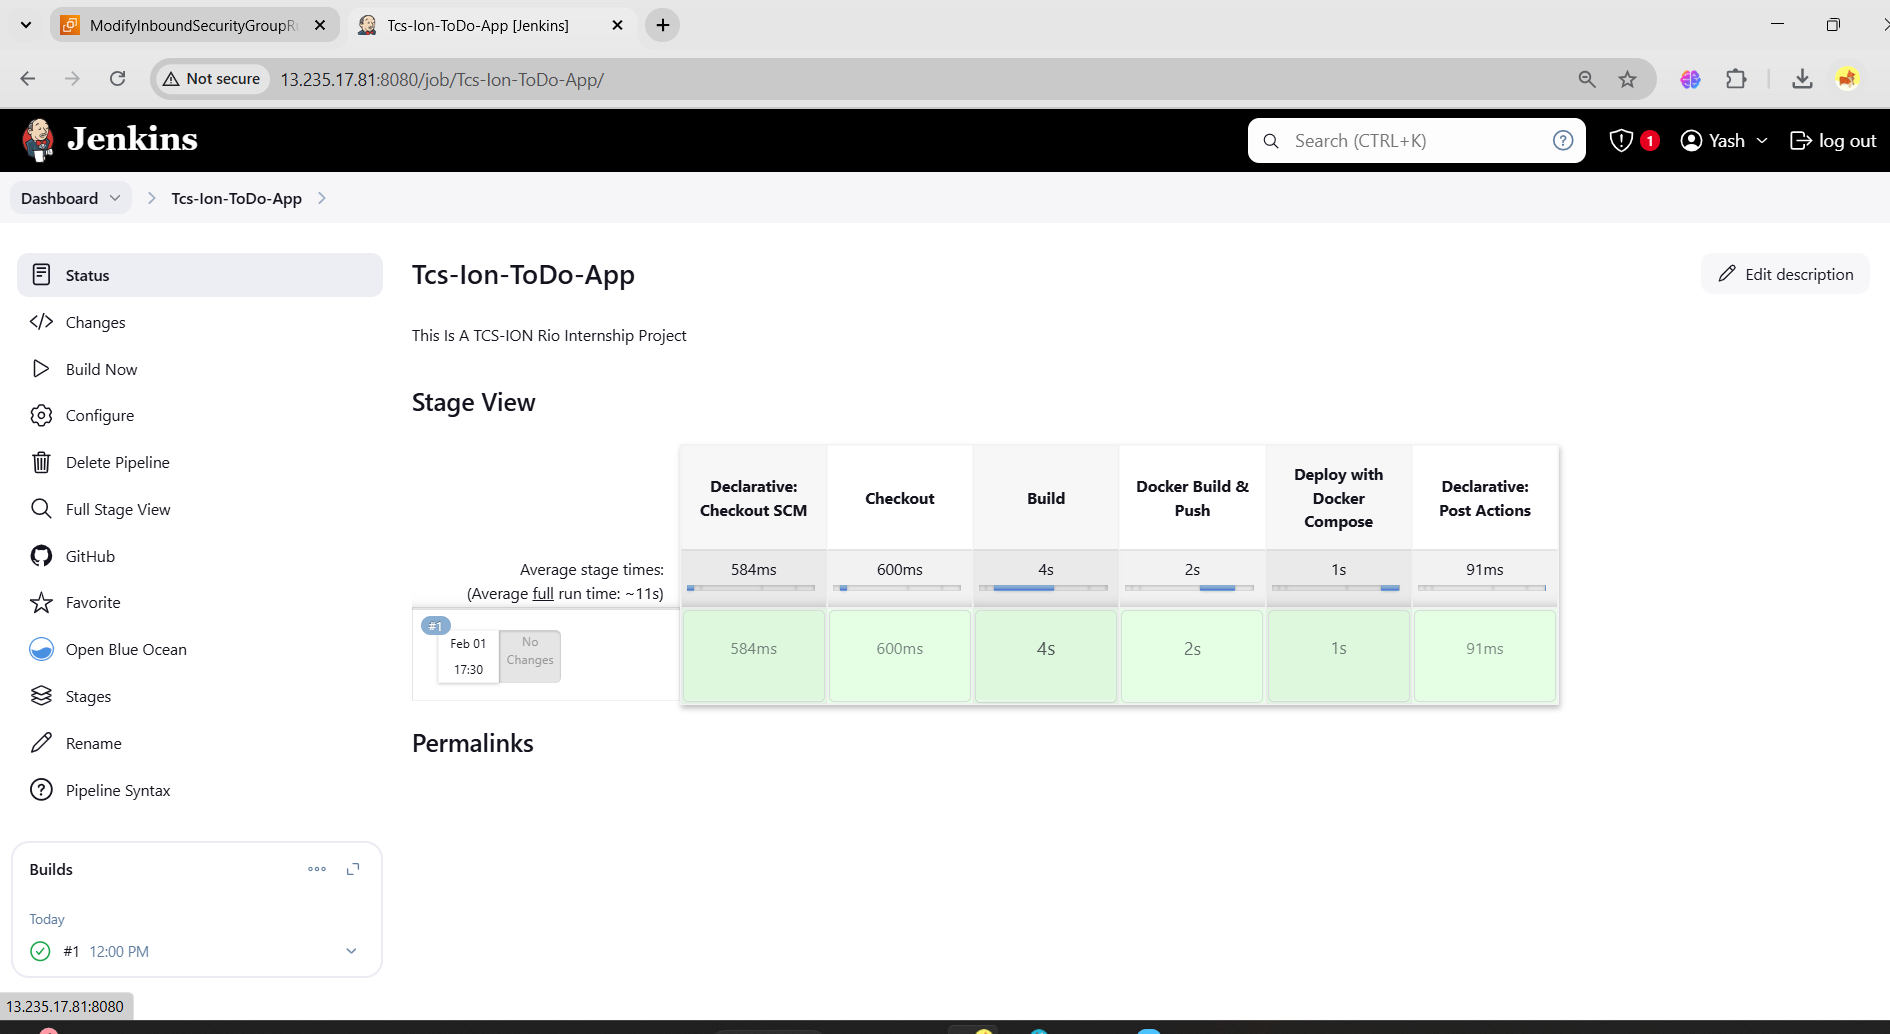 ModifyInboundSecurityGroupRu
Tcs-Ion-ToDo-App [Jenkins]
Not secure
13.235.17.81:8080/job/Tcs-Ion-ToDo-App/
Jenkins
Search (CTRL+K)
1
Yash
log out
Dashboard
Tcs-Ion-ToDo-App
Status
Changes
Build Now
Configure
Delete Pipeline
Full Stage View
GitHub
Favorite
Open Blue Ocean
Stages
Rename
Pipeline Syntax
Builds
Today
#1 12:00 PM
13.235.17.81:8080
Tcs-Ion-ToDo-App
Edit description
This Is A TCS-ION Rio Internship Project
Stage View
Declarative:
Checkout SCM
Checkout
Build
Docker Build &
Push
Deploy with
Docker
Compose
Declarative:
Post Actions
Average stage times:
(Average full run time: ~11s)
584ms
600ms
4s
2s
1s
91ms
#1
Feb 01
17:30
No
Changes
584ms
600ms
4s
2s
1s
91ms
Permalinks